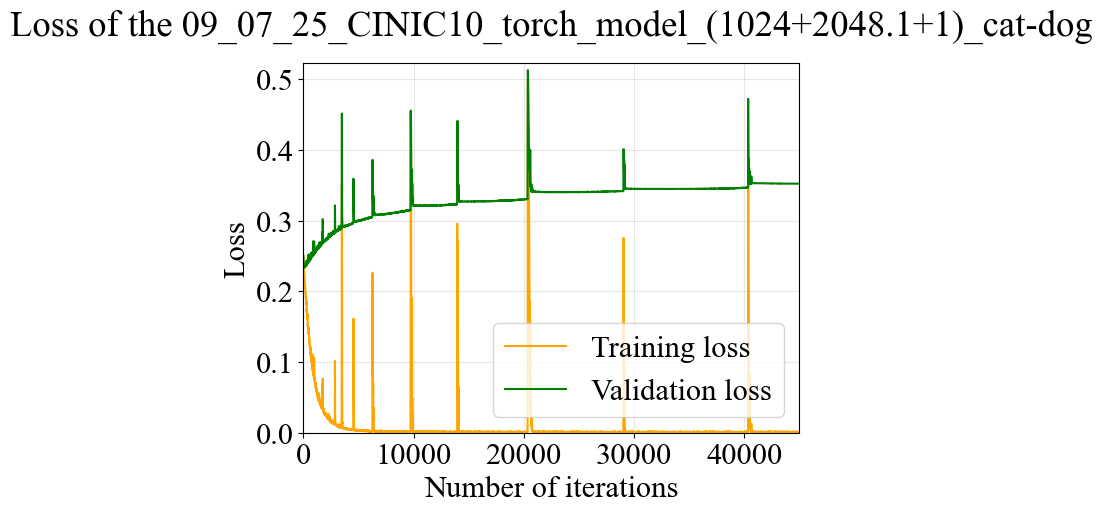 Loss of the 09_07_25_CINIC10_torch_model_(1024+2048.1+1)_cat-dog
0.5
0.4
0.3
0.2
0.1
0.0
Loss
Training loss
Validation loss
0 10000 20000 30000 40000
Number of iterations